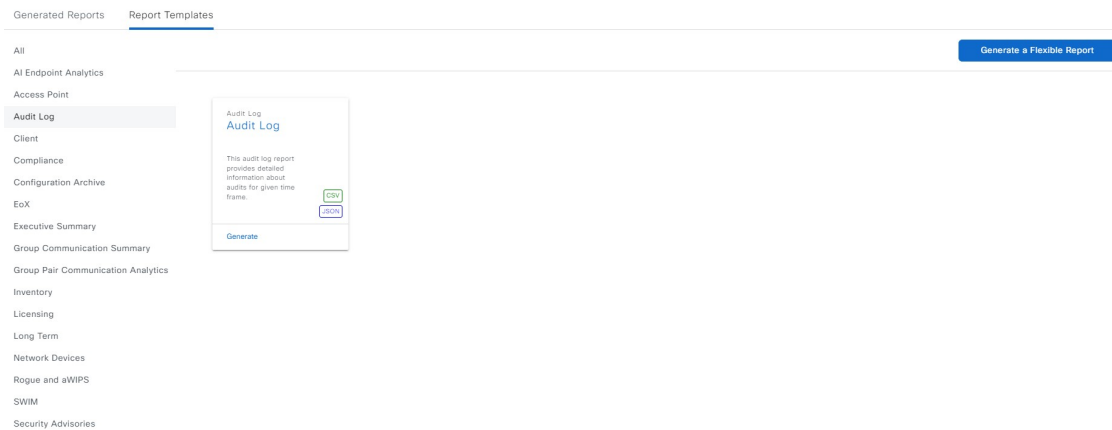 Generated Reports Report Templates
All
Generate a Flexible Report
AI Endpoint Analytics
Access Point
Audit Log
Client
Compliance
Configuration Archive
EoX
Executive Summary
Group Communication Summary
Group Pair Communication Analytics
Inventory
Licensing
Long Term
Network Devices
Rogue and aWIPS
SWIM
Security Advisories
Audit Log
Audit Log
This audit log report
provides detailed
information about
audits for given time
frame.
CSV
JSON
Generate